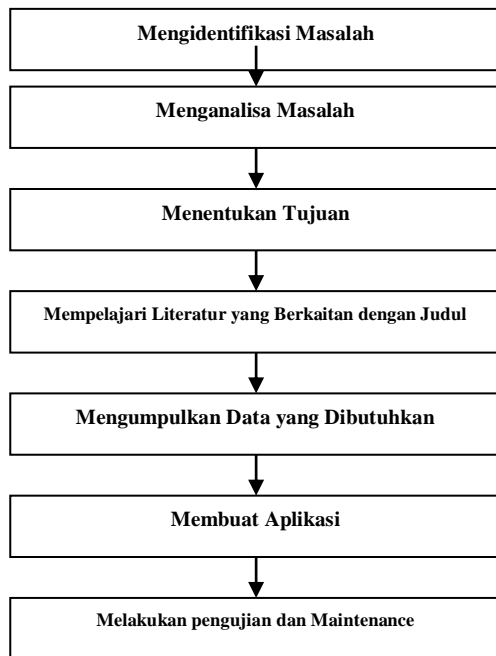 Mengidentifikasi Masalah
Menganalisa Masalah
Menentukan Tujuan
Mempelajari Literatur yang Berkaitan dengan Judul
Mengumpulkan Data yang Dibutuhkan
Membuat Aplikasi
Melakukan pengujian dan Maintenance